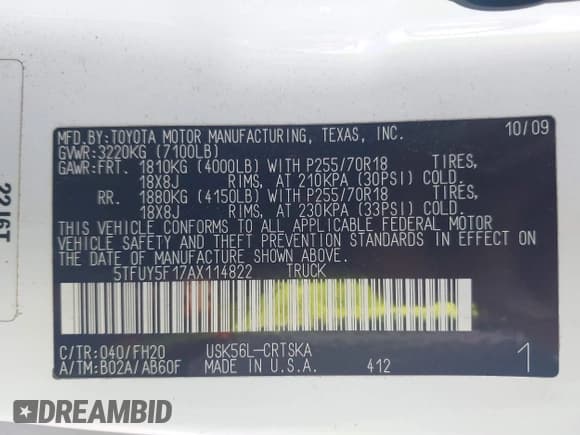 MFD.BY:TOYOTA MOTOR MANUFACTURING, TEXAS, INC. 10/09
GVWR:3220KG (7100LB)
GAWR:FRT. 1810KG (4000LB) WITH P255/70R18 TIRES,
18X8J RIMS, AT 210KPA (30PSI) COLD.
RR. 1880KG (4150LB) WITH P255/70R18 TIRES,
18X8J RIMS, AT 230KPA (33PSI) COLD.
THIS VEHICLE CONFORMS TO ALL APPLICABLE FEDERAL MOTOR
VEHICLE SAFETY AND THEFT PREVENTION STANDARDS IN EFFECT ON
THE DATE OF MANUFACTURE SHOWN ABOVE.
5TFUY5F17AX114822 TRUCK
C/TR:040/FH20 USK56L-CRTSKA
A/TM:B02A/AB60F MADE IN U.S.A. 412 1
DREAMBID